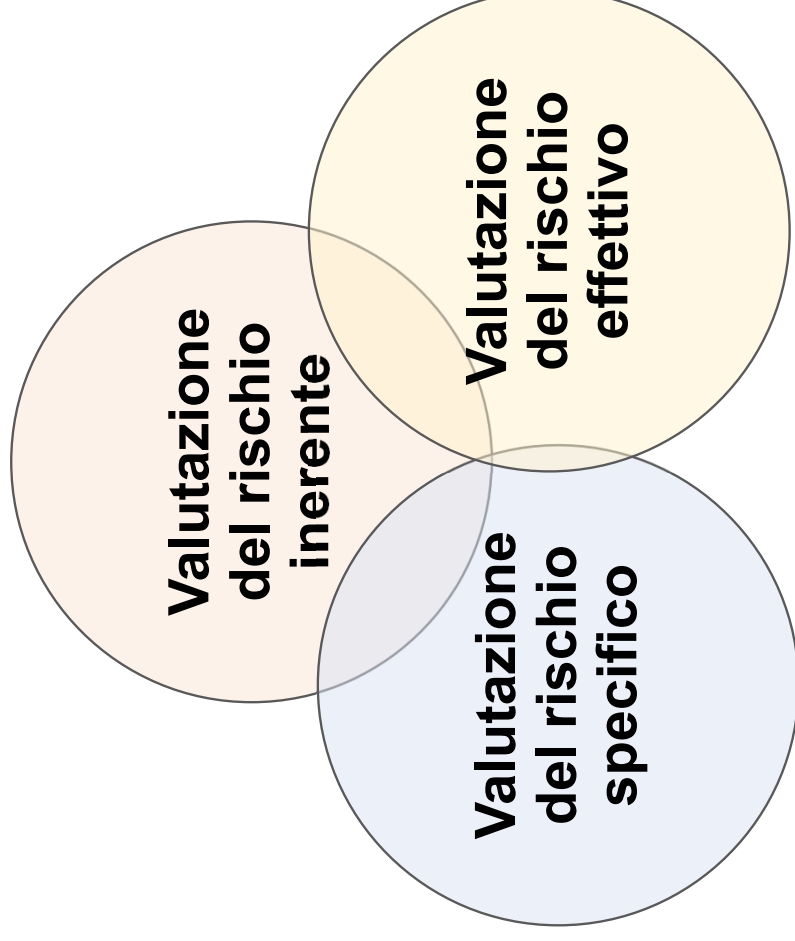 Valutazione
del rischio
inerente
Valutazione
del rischio
specifico
Valutazione
del rischio
effettivo